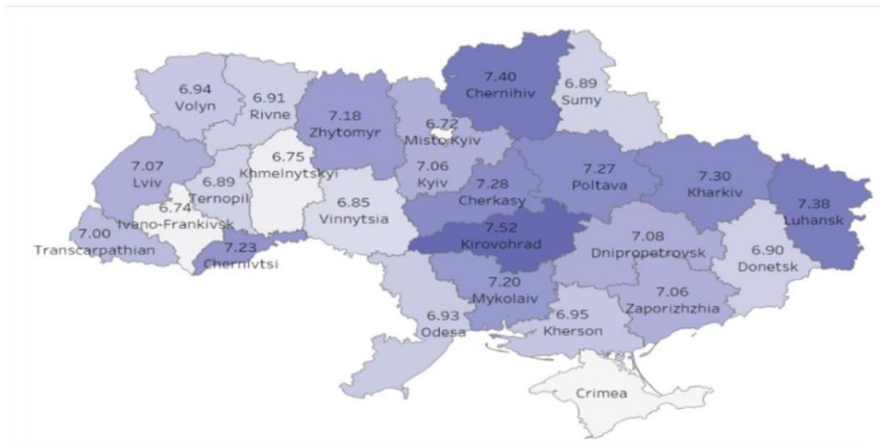 7.40
Chernihiv
6.89
Sumy
6.94
Volyn
6.91
Rivne
7.18
Zhytomyr
6.72
Misto Kyiv
7.07
Lviv
6.89
Ternopil
6.75
Khmelnytskyi
7.06
Kyiv
7.28
Cherkasy
7.27
Poltava
7.30
Kharkiv
7.38
Luhansk
7.00
Transcarpathian
6.74
Ivano-Frankivsk
7.23
Chernivtsi
6.85
Vinnytsia
7.52
Kirovohrad
7.08
Dnipropetrovsk
6.90
Donetsk
6.93
Odesa
7.20
Mykolaiv
6.95
Kherson
7.06
Zaporizhzhia
Crimea